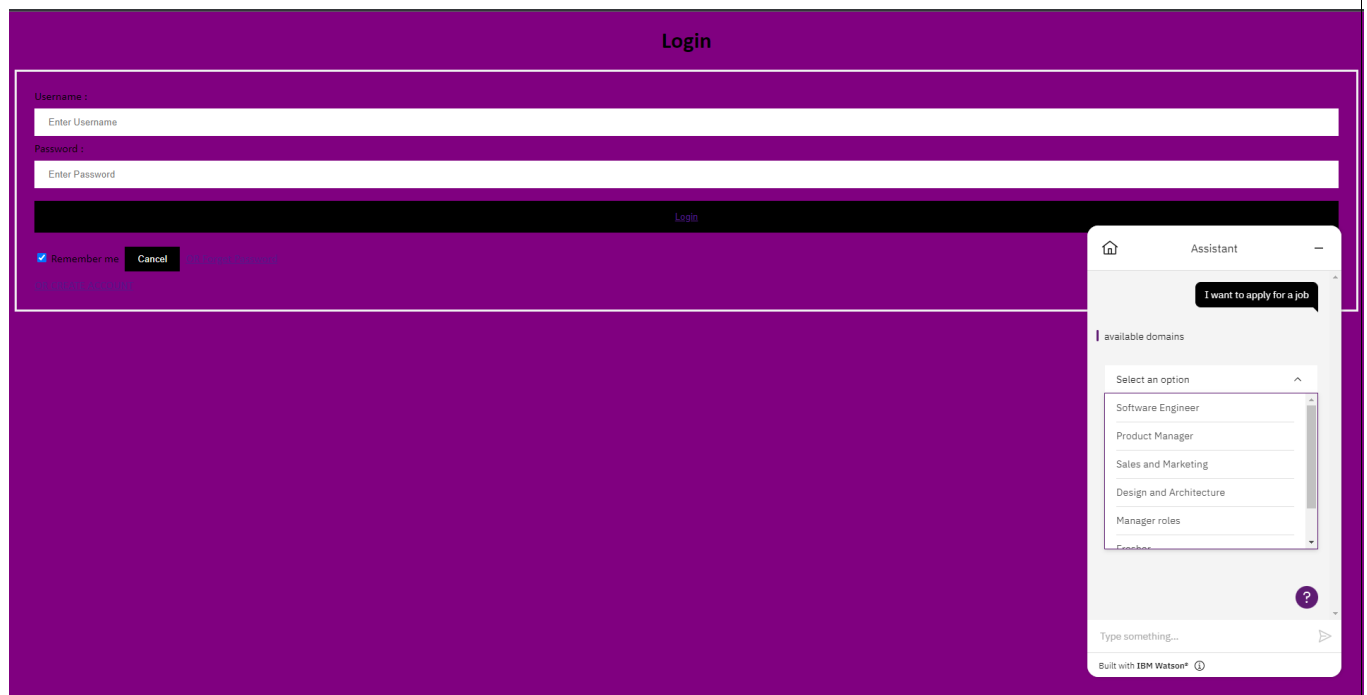 Login
Username :
Enter Username
Password :
Enter Password
Login
Remember me Cancel
Assistant
I want to apply for a job
available domains
Select an option
Software Engineer
Product Manager
Sales and Marketing
Design and Architecture
Manager roles
Fresher
?
Type something...
Built with IBM Watson®